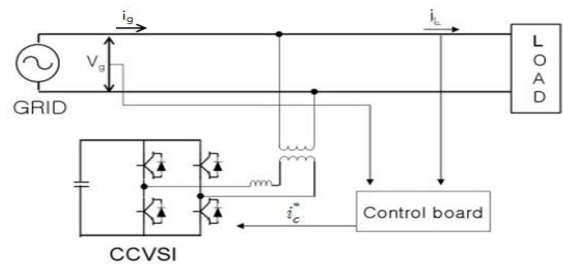 i_g
i_L
V_g
GRID
LOAD
i_c*
Control board
CCVSI